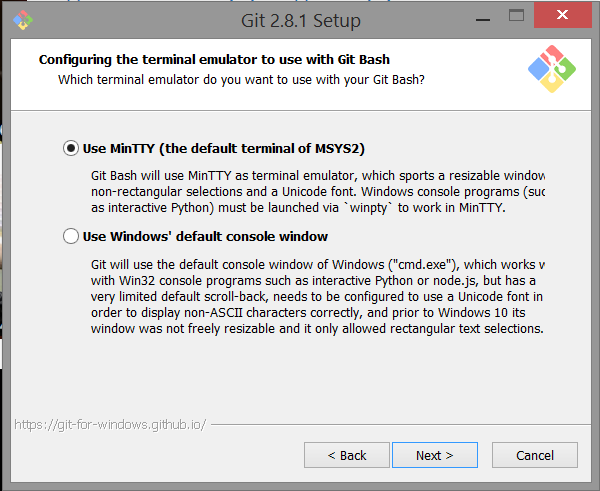 Git 2.8.1 Setup
Configuring the terminal emulator to use with Git Bash
Which terminal emulator do you want to use with your Git Bash?
Use MinTTY (the default terminal of MSYS2)
Git Bash will use MinTTY as terminal emulator, which sports a resizable window
non-rectangular selections and a Unicode font. Windows console programs (suc
as interactive Python) must be launched via `winpty` to work in MinTTY.
Use Windows' default console window
Git will use the default console window of Windows ("cmd.exe"), which works w
with Win32 console programs such as interactive Python or node.js, but has a
very limited default scroll-back, needs to be configured to use a Unicode font in
order to display non-ASCII characters correctly, and prior to Windows 10 its
window was not freely resizable and it only allowed rectangular text selections.
https://git-for-windows.github.io/
< Back
Next >
Cancel